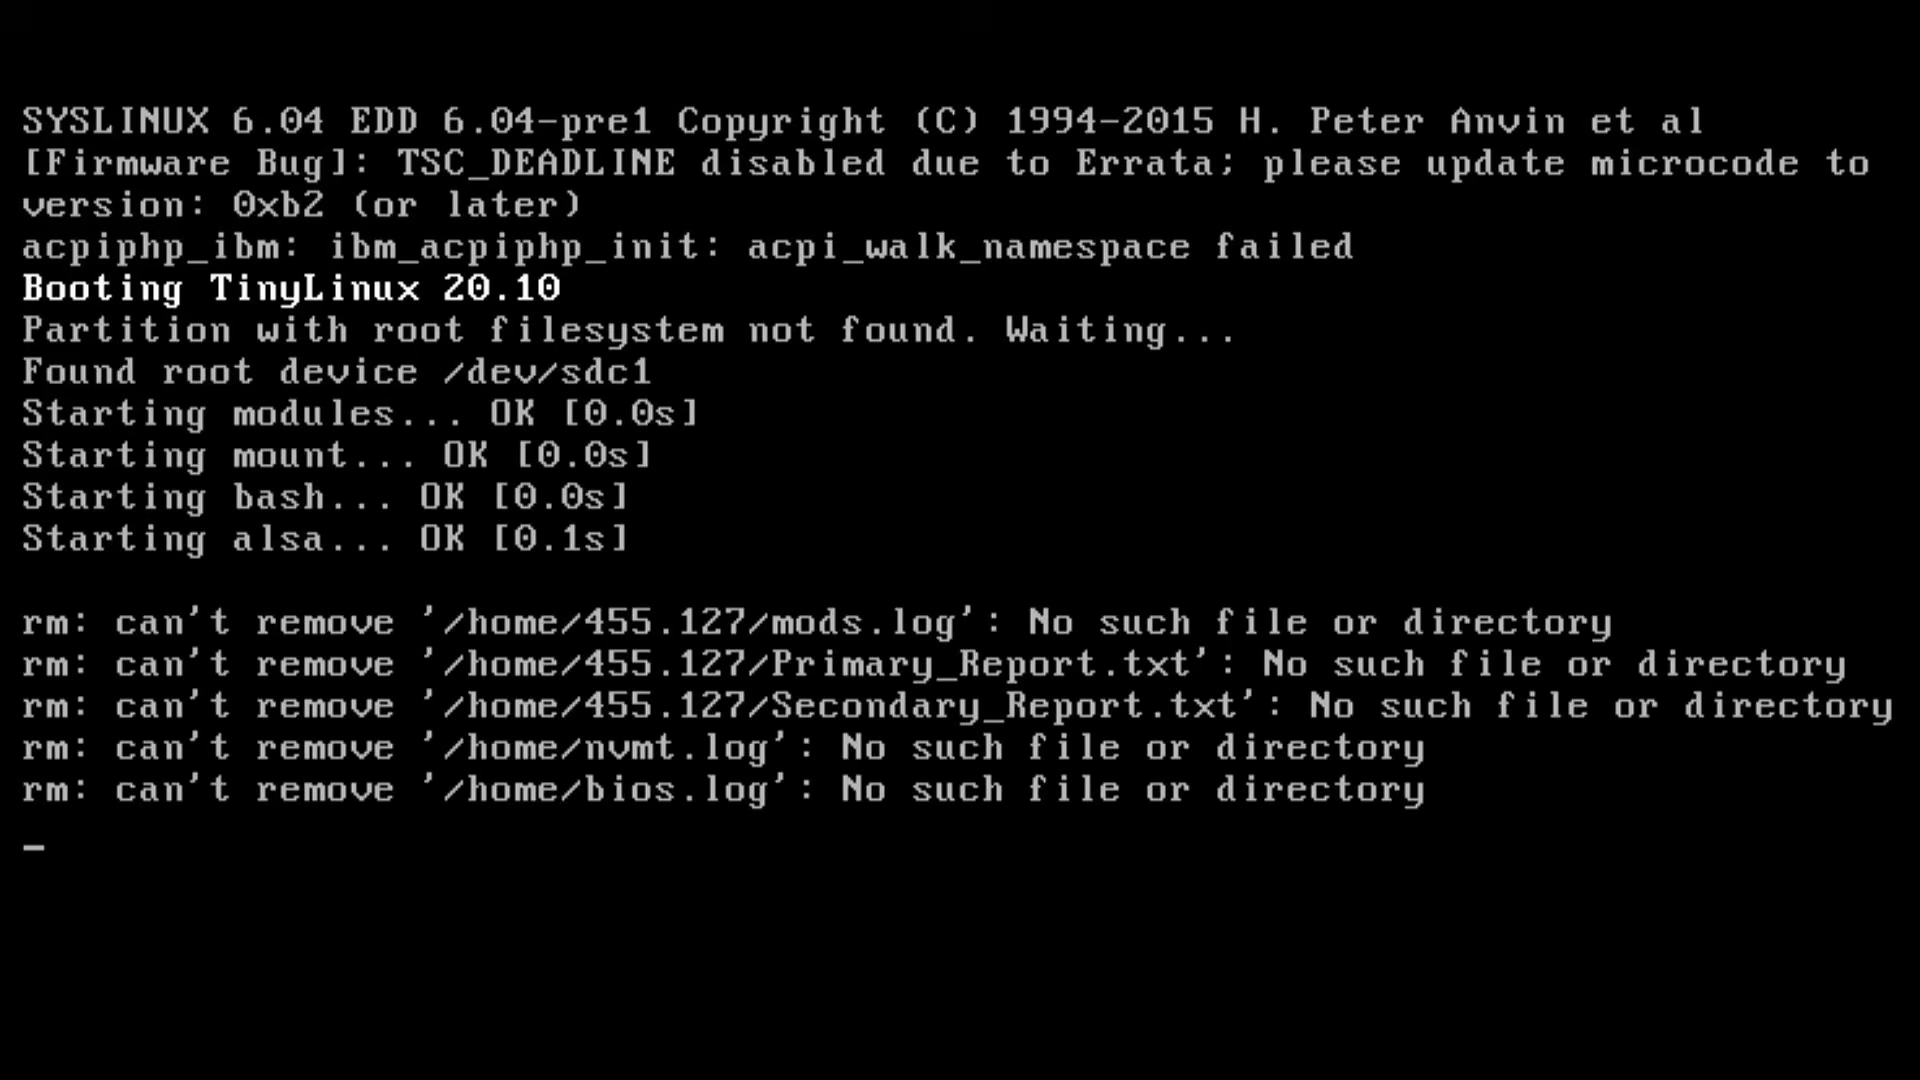 SYSLINUX 6.04 EDD 6.04-pre1 Copyright (C) 1994-2015 H. Peter Anvin et al
[Firmware Bug]: TSC_DEADLINE disabled due to Errata; please update microcode to
version: 0xb2 (or later)
acpiphp_ibm: ibm_acpiphp_init: acpi_walk_namespace failed
Booting TinyLinux 20.10
Partition with root filesystem not found. Waiting...
Found root device /dev/sdc1
Starting modules... OK [0.0s]
Starting mount... OK [0.0s]
Starting bash... OK [0.0s]
Starting alsa... OK [0.1s]
rm: can't remove '/home/455.127/mods.log': No such file or directory
rm: can't remove '/home/455.127/Primary_Report.txt': No such file or directory
rm: can't remove '/home/455.127/Secondary_Report.txt': No such file or directory
rm: can't remove '/home/nvmt.log': No such file or directory
rm: can't remove '/home/bios.log': No such file or directory
_